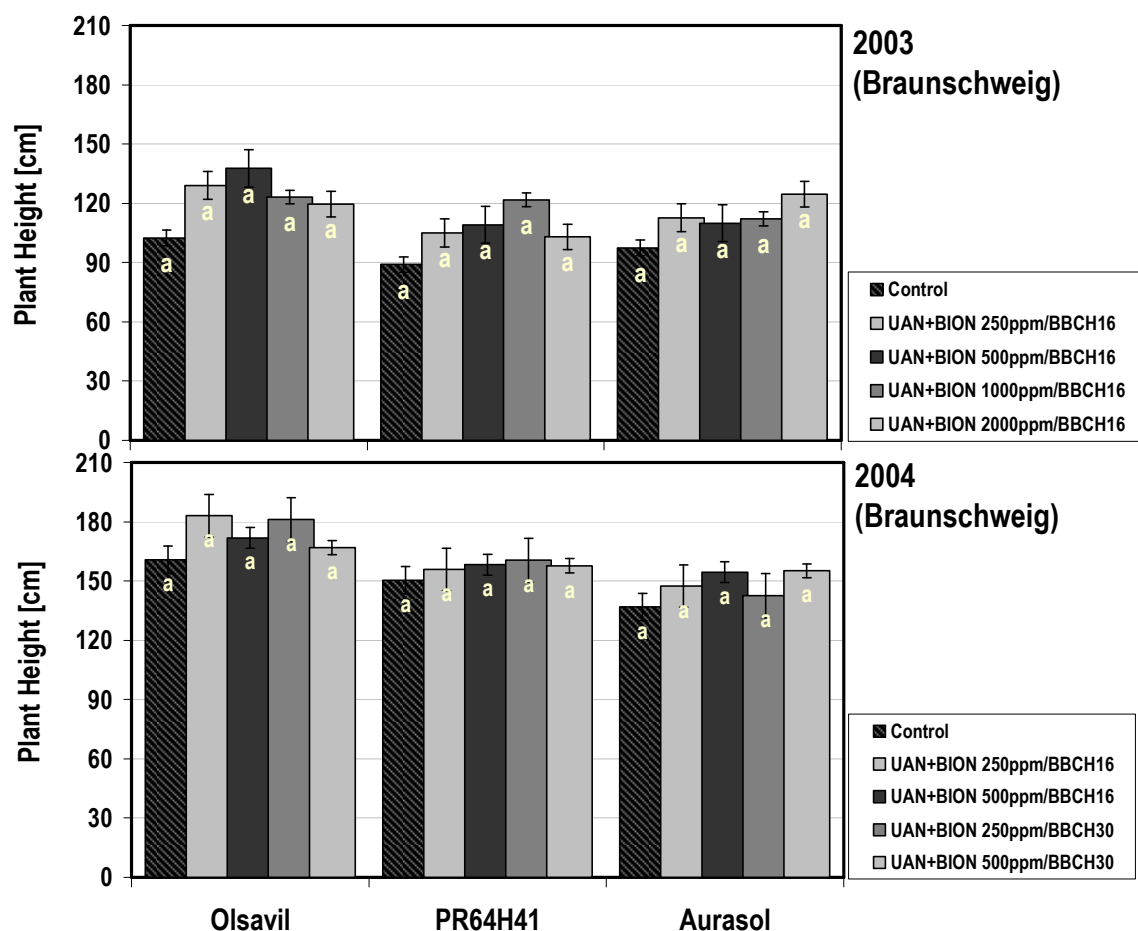 2003
(Braunschweig)
Plant Height [cm]
210
180
150
120
90
60
30
0
a a a a a
a a a a a
a a a a a
Control
UAN+BION 250ppm/BBCH16
UAN+BION 500ppm/BBCH16
UAN+BION 1000ppm/BBCH16
UAN+BION 2000ppm/BBCH16
2004
(Braunschweig)
Plant Height [cm]
210
180
150
120
90
60
30
0
a a a a a
a a a a a
a a a a a
Control
UAN+BION 250ppm/BBCH16
UAN+BION 500ppm/BBCH16
UAN+BION 250ppm/BBCH30
UAN+BION 500ppm/BBCH30
Olsavil PR64H41 Aurasol